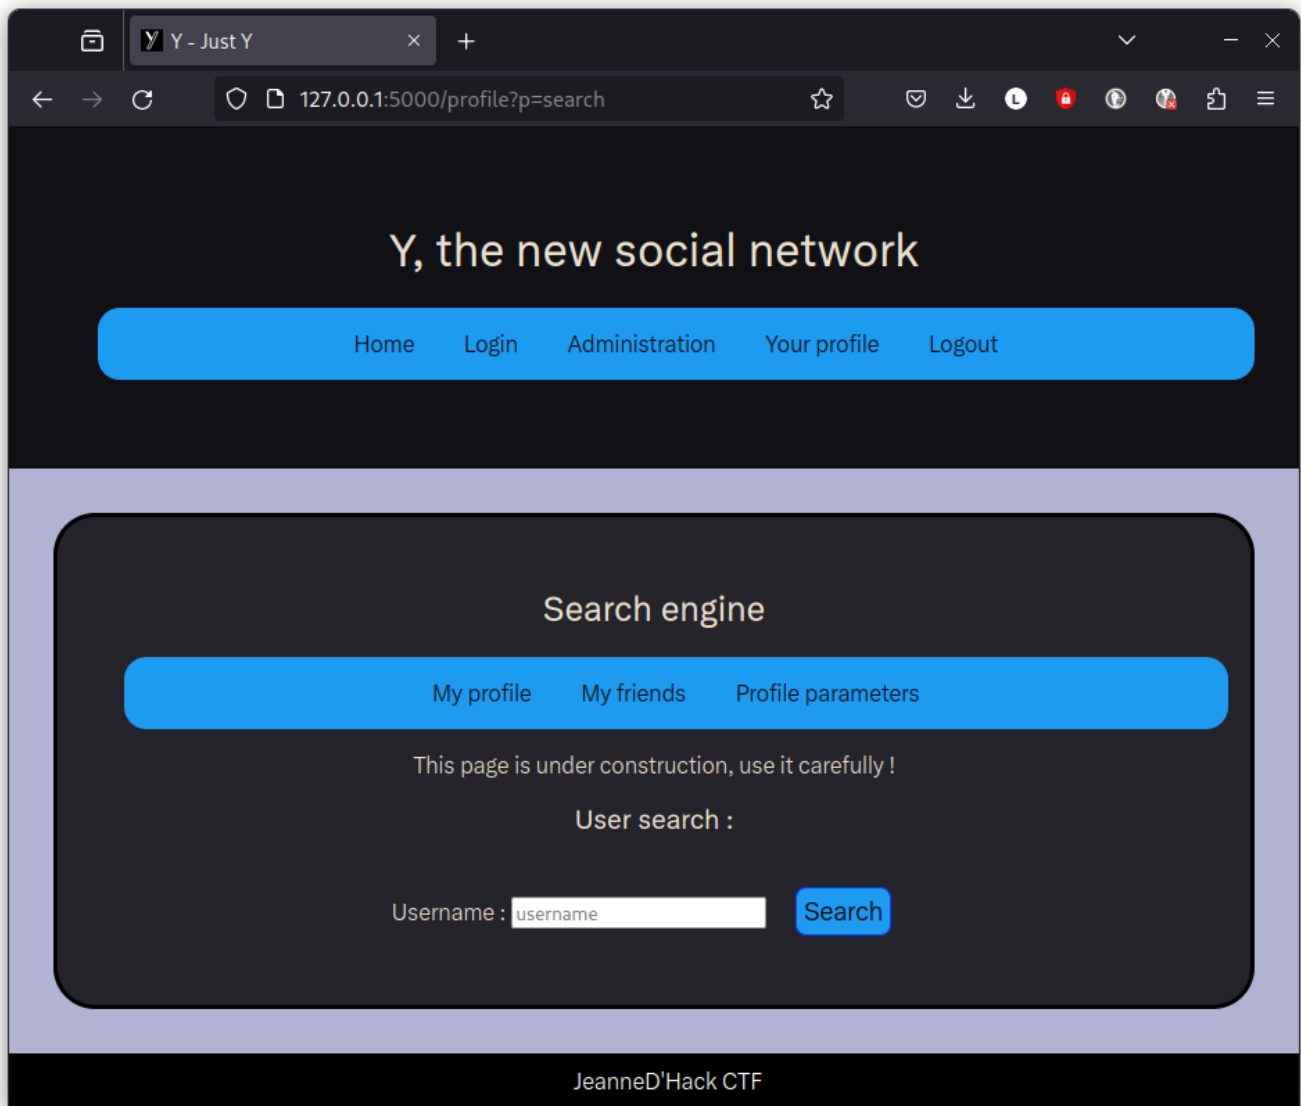 Y - Just Y
127.0.0.1:5000/profile?p=search
Y, the new social network
Home Login Administration Your profile Logout
Search engine
My profile My friends Profile parameters
This page is under construction, use it carefully !
User search :
Username : username Search
JeanneD'Hack CTF